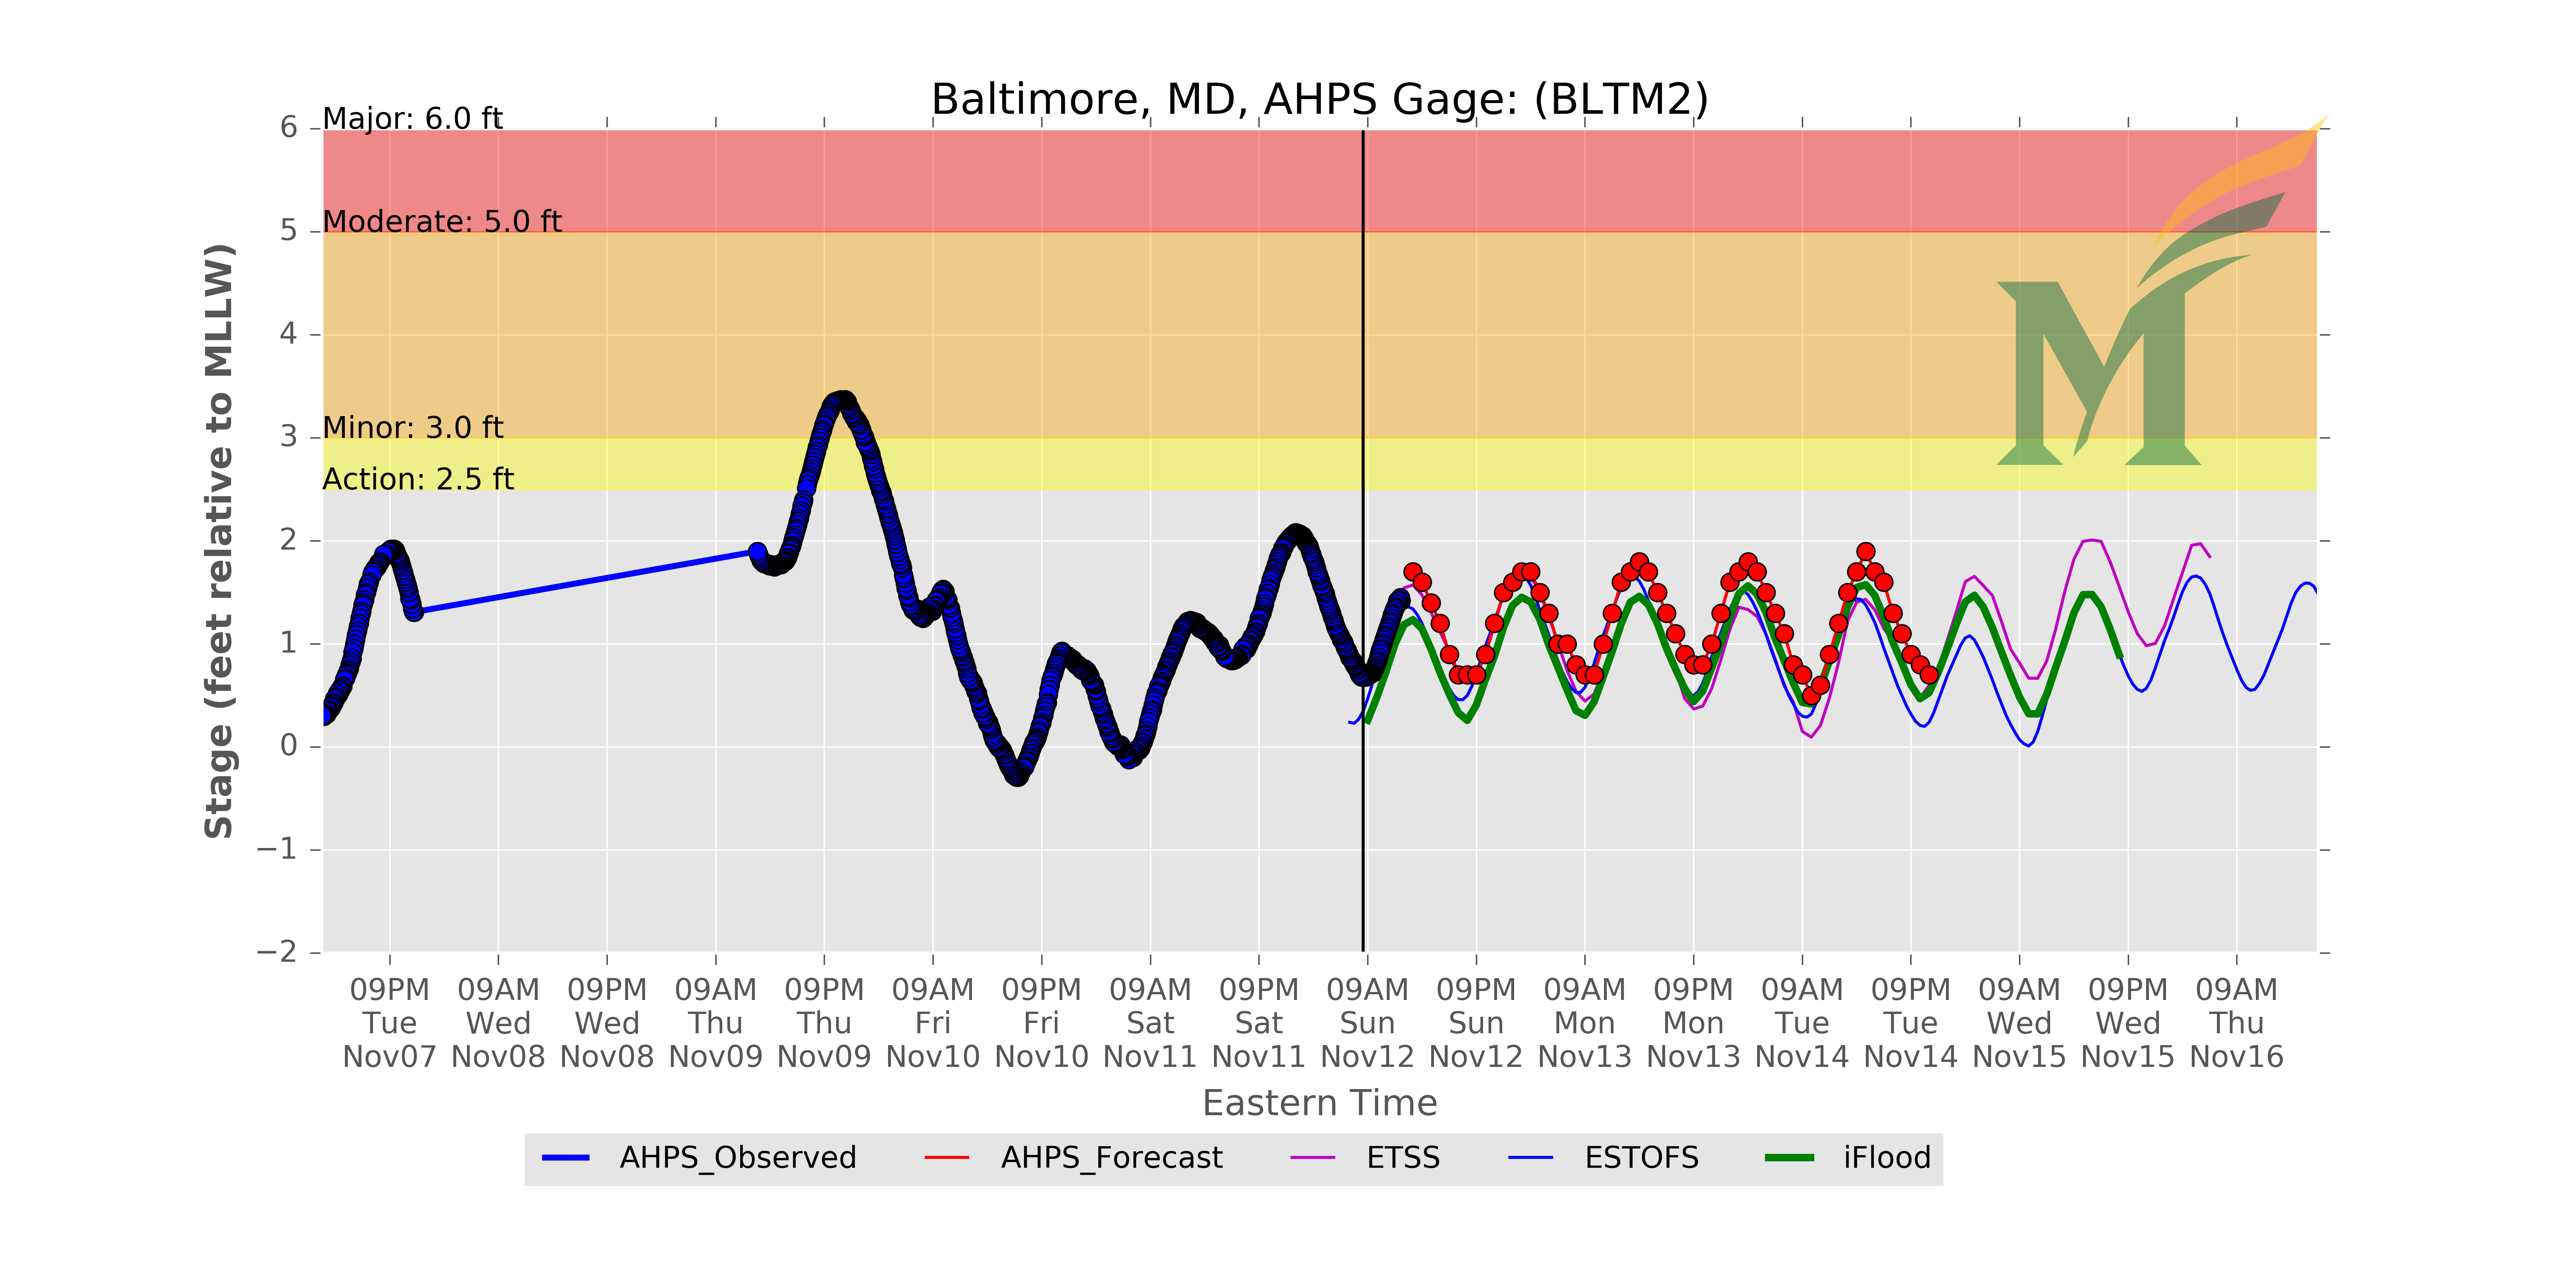 Baltimore, MD, AHPS Gage: (BLTM2)
Major: 6.0 ft
Moderate: 5.0 ft
Minor: 3.0 ft
Action: 2.5 ft
6
5
4
3
2
1
0
−1
−2
Stage (feet relative to MLLW)
09PM 09AM 09PM 09AM 09PM 09AM 09PM 09AM 09PM 09AM 09PM 09AM 09PM 09AM 09PM 09AM 09PM 09AM
Tue Wed Wed Thu Thu Fri Fri Sat Sat Sun Sun Mon Mon Tue Tue Wed Wed Thu
Nov07 Nov08 Nov08 Nov09 Nov09 Nov10 Nov10 Nov11 Nov11 Nov12 Nov12 Nov13 Nov13 Nov14 Nov14 Nov15 Nov15 Nov16
Eastern Time
AHPS_Observed AHPS_Forecast ETSS ESTOFS iFlood
M